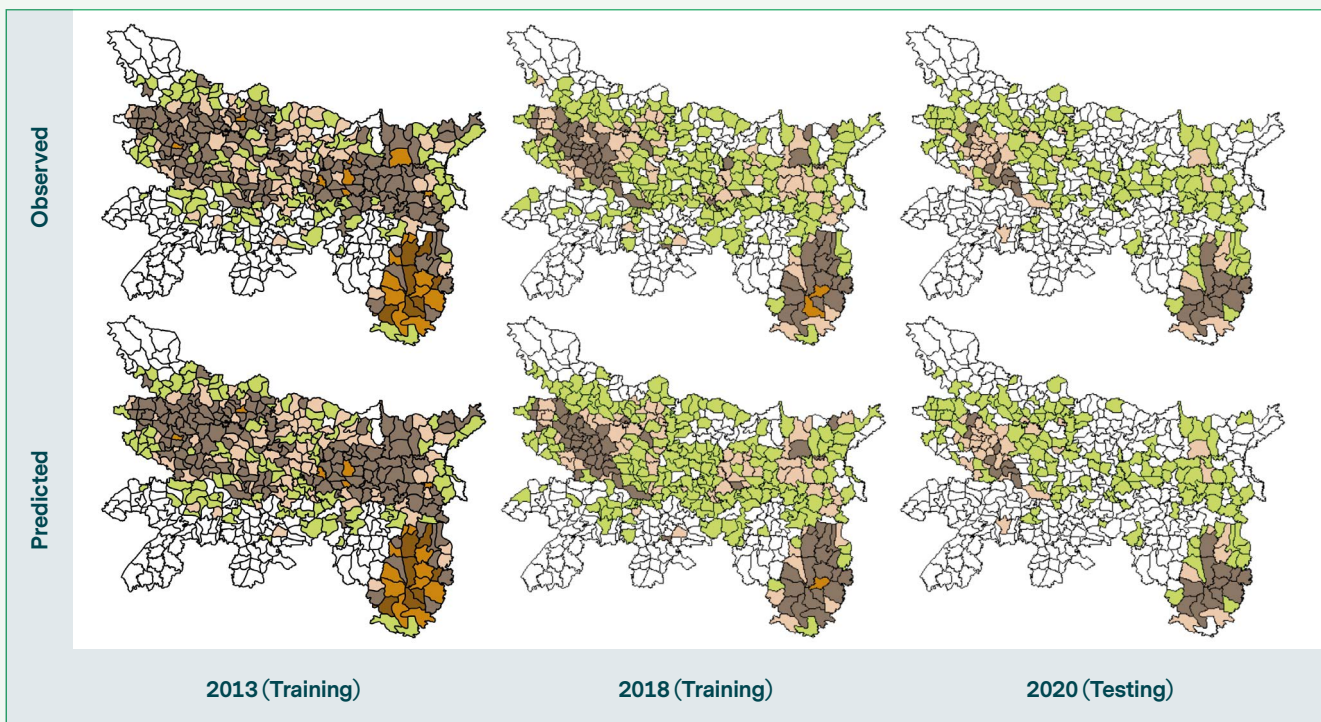 Observed
Predicted
2013 (Training)
2018 (Training)
2020 (Testing)